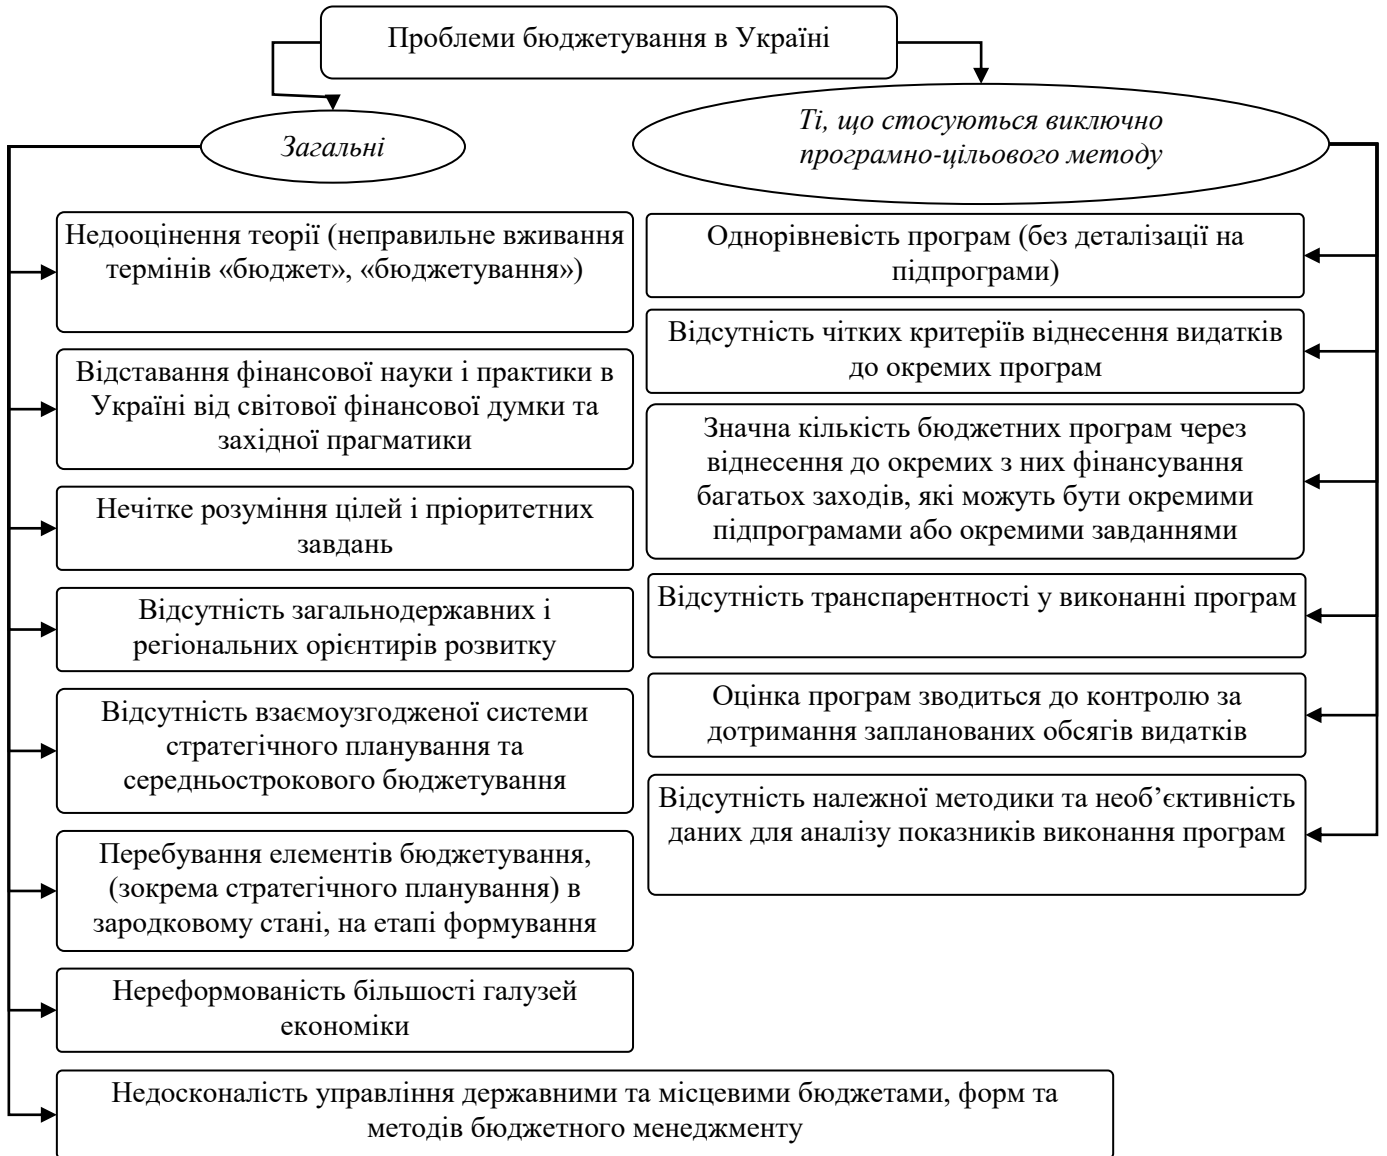 Проблеми бюджетування в Україні
Загальні
Ті, що стосуються виключно
програмно-цільового методу
Недооцінення теорії (неправильне вживання
термінів «бюджет», «бюджетування»)
Відставання фінансової науки і практики в
Україні від світової фінансової думки та
західної прагматики
Нечітке розуміння цілей і пріоритетних
завдань
Відсутність загальнодержавних і
регіональних орієнтирів розвитку
Відсутність взаємоузгодженої системи
стратегічного планування та
середньострокового бюджетування
Перебування елементів бюджетування,
(зокрема стратегічного планування) в
зародковому стані, на етапі формування
Нереформованість більшості галузей
економіки
Недосконалість управління державними та місцевими бюджетами, форм та
методів бюджетного менеджменту
Однорівневість програм (без деталізації на
підпрограми)
Відсутність чітких критеріїв віднесення видатків
до окремих програм
Значна кількість бюджетних програм через
віднесення до окремих з них фінансування
багатьох заходів, які можуть бути окремими
підпрограмами або окремими завданнями
Відсутність транспарентності у виконанні програм
Оцінка програм зводиться до контролю за
дотримання запланованих обсягів видатків
Відсутність належної методики та необ’єктивність
даних для аналізу показників виконання програм